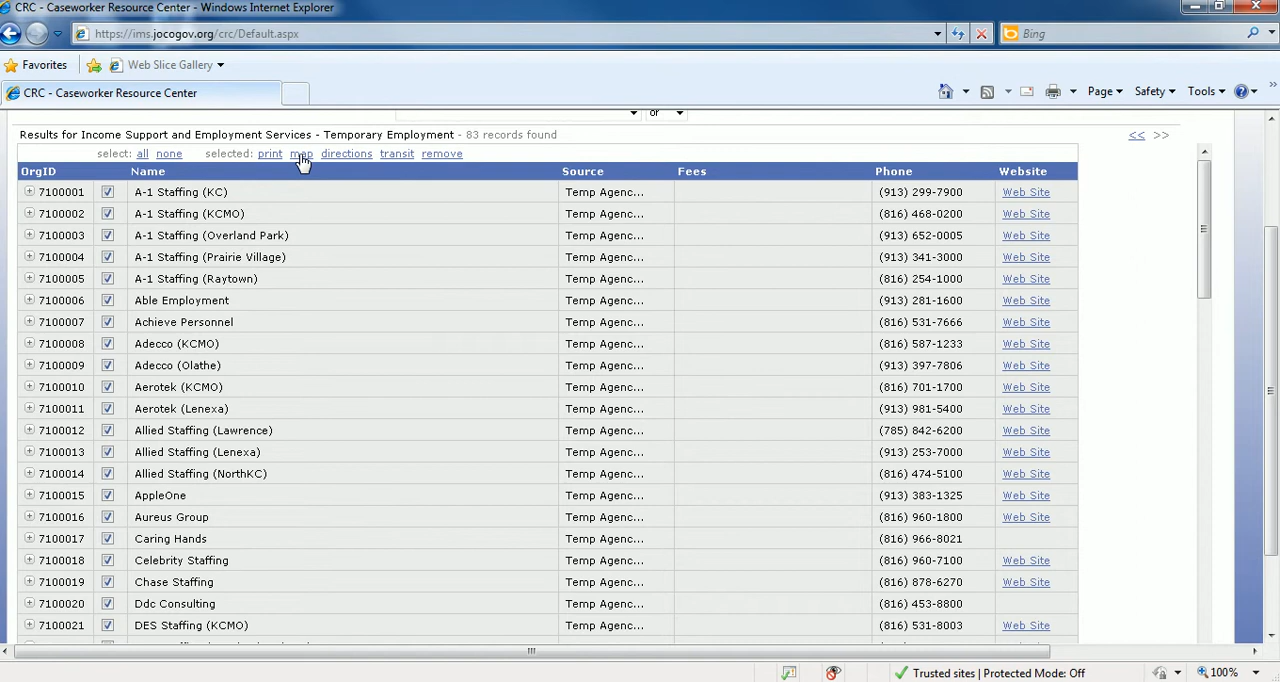 CRC - Caseworker Resource Center - Windows Internet Explorer
https://ims.jocogov.org/crc/Default.aspx
Bing
Favorites Web Slice Gallery
CRC - Caseworker Resource Center
Page Safety Tools
or
Results for Income Support and Employment Services - Temporary Employment - 83 records found << >>
select: all none selected: print map directions transit remove
OrgID Name Source Fees Phone Website
7100001 A-1 Staffing (KC) Temp Agenc... (913) 299-7900 Web Site
7100002 A-1 Staffing (KCMO) Temp Agenc... (816) 468-0200 Web Site
7100003 A-1 Staffing (Overland Park) Temp Agenc... (913) 652-0005 Web Site
7100004 A-1 Staffing (Prairie Village) Temp Agenc... (913) 341-3000 Web Site
7100005 A-1 Staffing (Raytown) Temp Agenc... (816) 254-1000 Web Site
7100006 Able Employment Temp Agenc... (913) 281-1600 Web Site
7100007 Achieve Personnel Temp Agenc... (816) 531-7666 Web Site
7100008 Adecco (KCMO) Temp Agenc... (816) 587-1233 Web Site
7100009 Adecco (Olathe) Temp Agenc... (913) 397-7806 Web Site
7100010 Aerotek (KCMO) Temp Agenc... (816) 701-1700 Web Site
7100011 Aerotek (Lenexa) Temp Agenc... (913) 981-5400 Web Site
7100012 Allied Staffing (Lawrence) Temp Agenc... (785) 842-6200 Web Site
7100013 Allied Staffing (Lenexa) Temp Agenc... (913) 253-7000 Web Site
7100014 Allied Staffing (NorthKC) Temp Agenc... (816) 474-5100 Web Site
7100015 AppleOne Temp Agenc... (913) 383-1325 Web Site
7100016 Aureus Group Temp Agenc... (816) 960-1800 Web Site
7100017 Caring Hands Temp Agenc... (816) 966-8021
7100018 Celebrity Staffing Temp Agenc... (816) 960-7100 Web Site
7100019 Chase Staffing Temp Agenc... (816) 878-6270 Web Site
7100020 Ddc Consulting Temp Agenc... (816) 453-8800
7100021 DES Staffing (KCMO) Temp Agenc... (816) 531-8003 Web Site
Trusted sites | Protected Mode: Off 100%